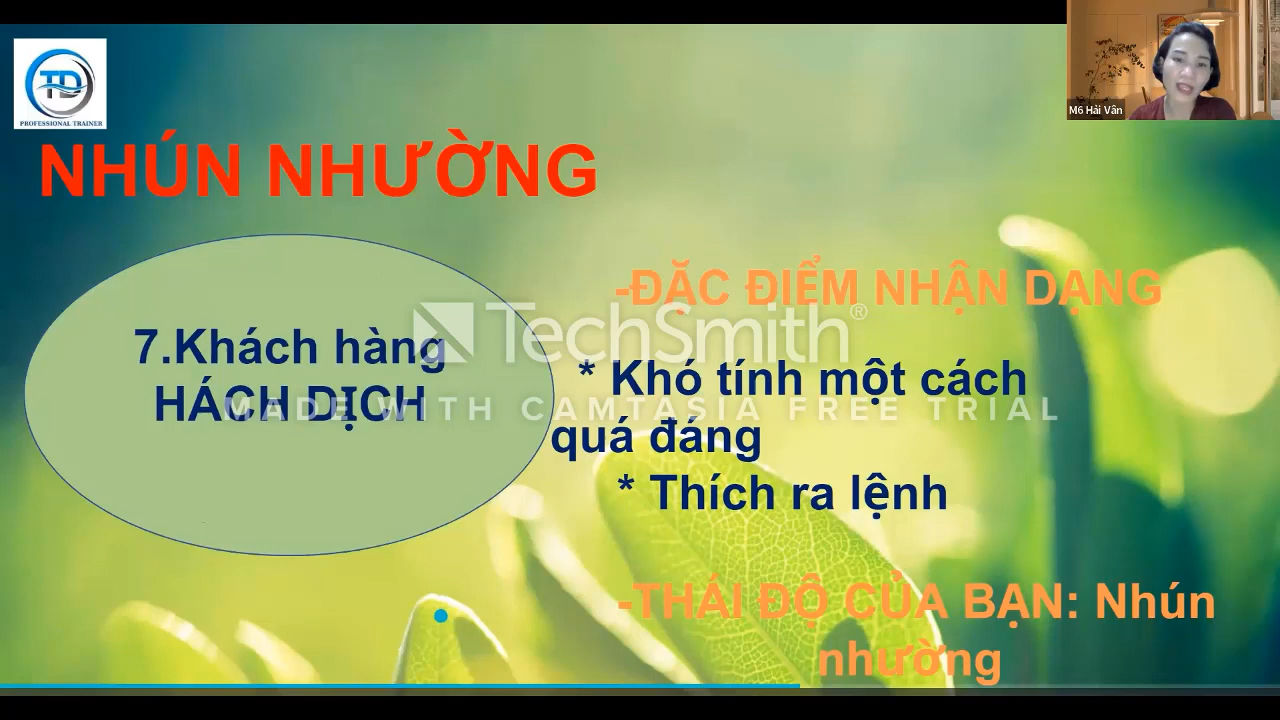 M6 Hải Vân
TD
PROFESSIONAL TRAINER
NHÚN NHƯỜNG
-ĐẶC ĐIỂM NHẬN DẠNG
7.Khách hàng
HÁCH DỊCH
TechSmith®
MADE WITH CAMTASIA FREE TRIAL
* Khó tính một cách
quá đáng
* Thích ra lệnh
-THÁI ĐỘ CỦA BẠN: Nhún
nhường